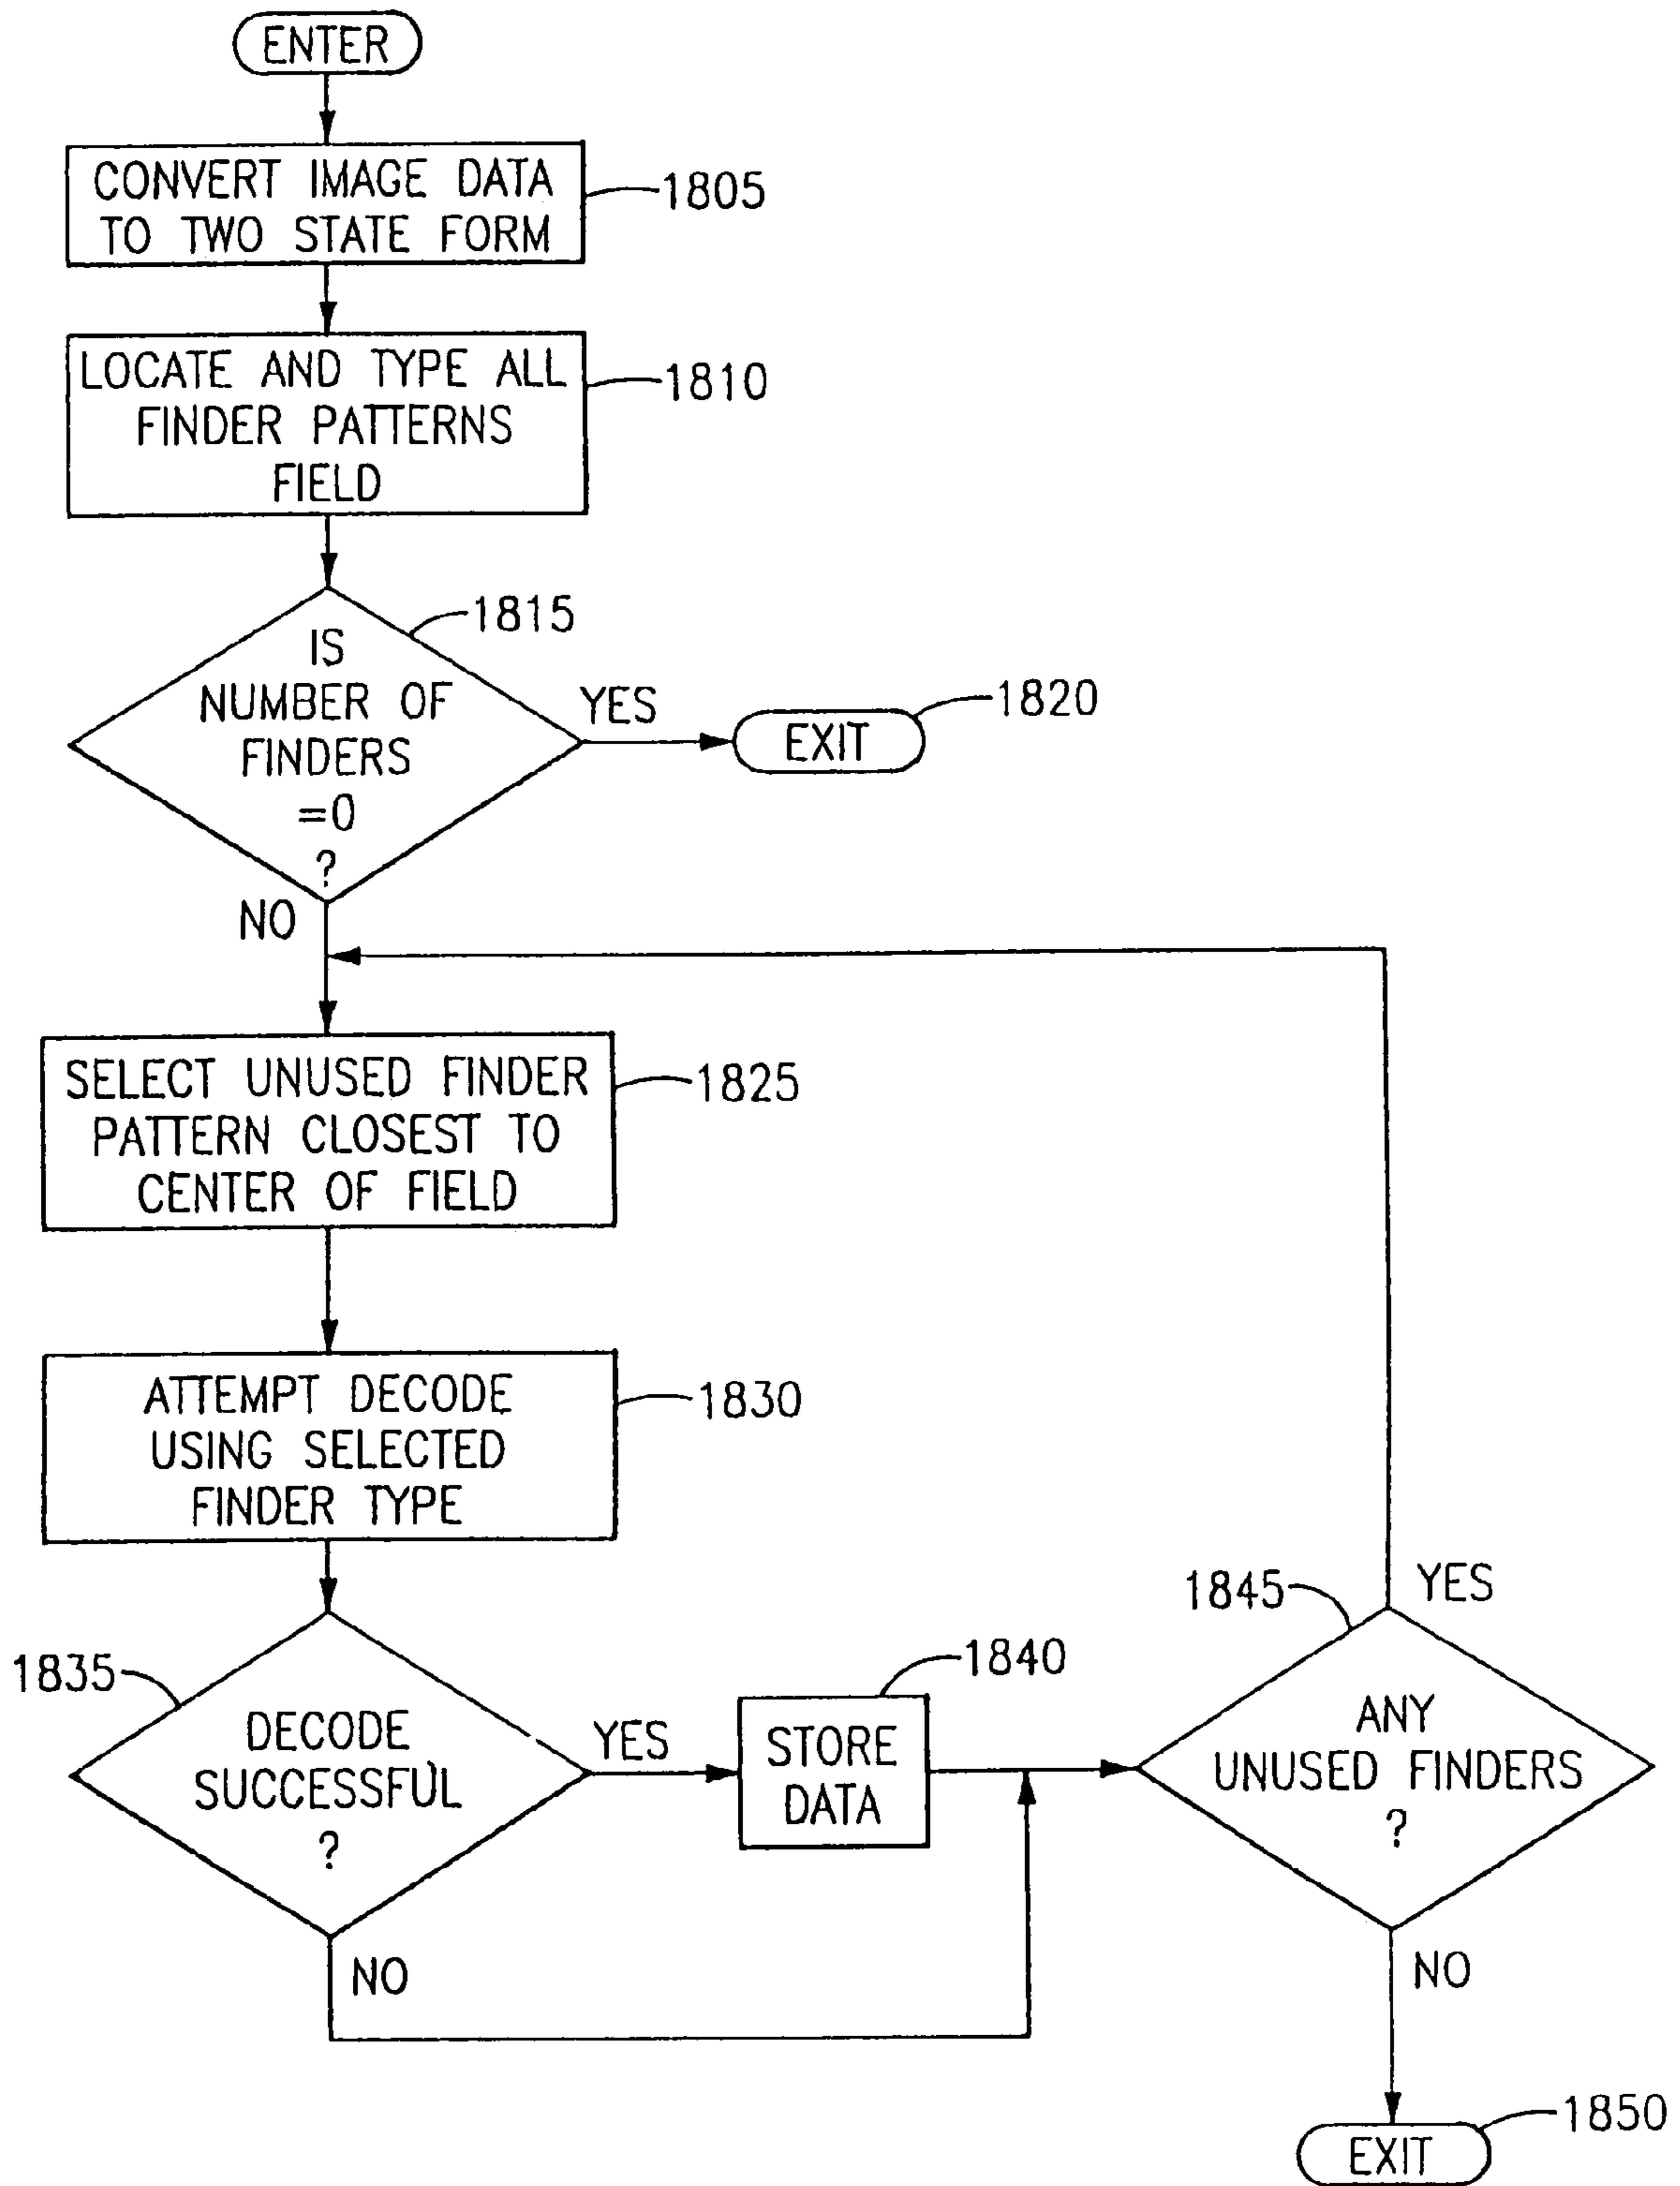 ENTER
CONVERT IMAGE DATA
TO TWO STATE FORM
1805
LOCATE AND TYPE ALL
FINDER PATTERNS
FIELD
1810
IS
NUMBER OF
FINDERS
=0
?
1815
YES
EXIT
1820
NO
SELECT UNUSED FINDER
PATTERN CLOSEST TO
CENTER OF FIELD
1825
ATTEMPT DECODE
USING SELECTED
FINDER TYPE
1830
1835
DECODE
SUCCESSFUL
?
YES
NO
STORE
DATA
1840
1845
YES
ANY
UNUSED FINDERS
?
NO
EXIT
1850